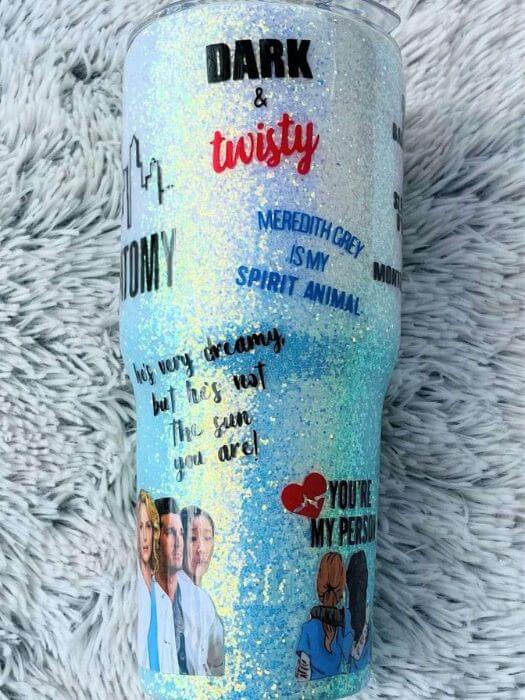 DARK
&
twisty
TOMY
MEREDITH GREY
IS MY
SPIRIT ANIMAL
he's very dreamy,
but he's not
the sun
you are!
YOU'RE
MY PERSON